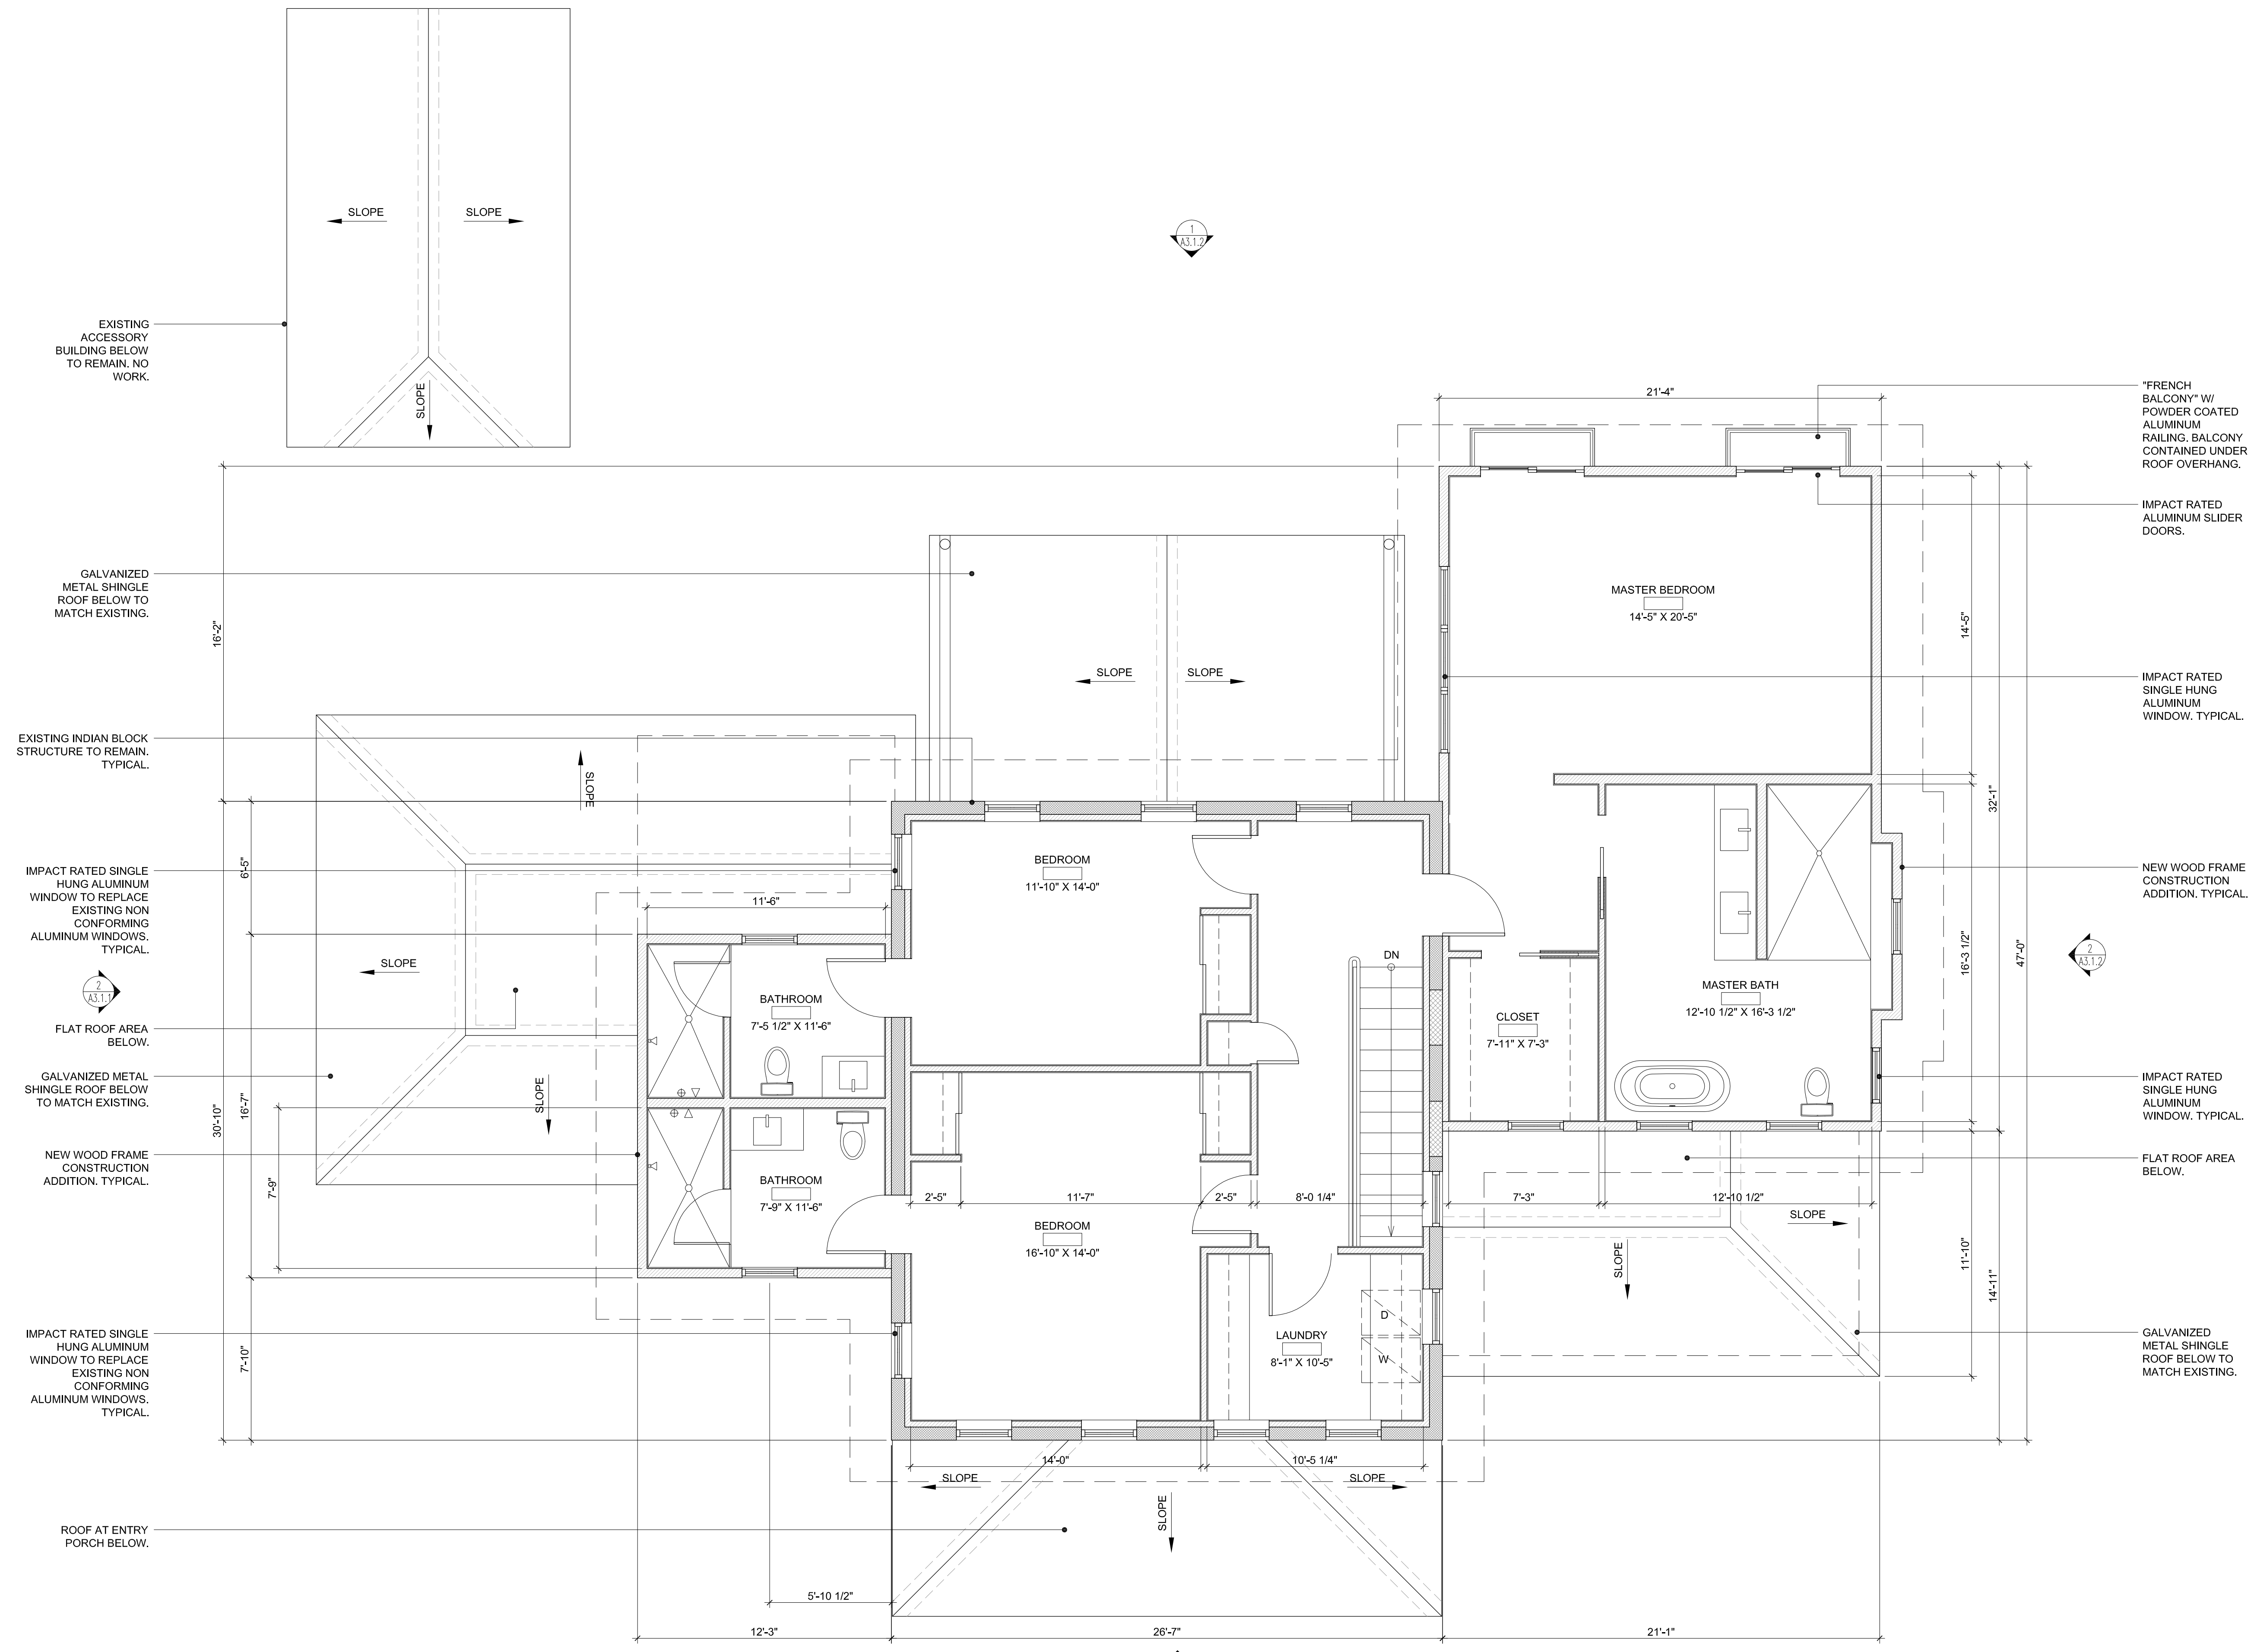 SLOPE
SLOPE
SLOPE
1
A3.1.2
EXISTING
ACCESSORY
BUILDING BELOW
TO REMAIN. NO
WORK.
21'-4"
"FRENCH
BALCONY" W/
POWDER COATED
ALUMINUM
RAILING. BALCONY
CONTAINED UNDER
ROOF OVERHANG.
IMPACT RATED
ALUMINUM SLIDER
DOORS.
GALVANIZED
METAL SHINGLE
ROOF BELOW TO
MATCH EXISTING.
16'-2"
MASTER BEDROOM
14'-5" X 20'-5"
14'-5"
SLOPE
SLOPE
IMPACT RATED
SINGLE HUNG
ALUMINUM
WINDOW. TYPICAL.
EXISTING INDIAN BLOCK
STRUCTURE TO REMAIN.
TYPICAL.
SLOPE
32'-1"
6'-5"
BEDROOM
11'-10" X 14'-0"
IMPACT RATED SINGLE
HUNG ALUMINUM
WINDOW TO REPLACE
EXISTING NON
CONFORMING
ALUMINUM WINDOWS.
TYPICAL.
11'-6"
NEW WOOD FRAME
CONSTRUCTION
ADDITION. TYPICAL.
SLOPE
DN
16'-3 1/2"
47'-0"
2
A3.1.1
2
A3.1.2
BATHROOM
7'-5 1/2" X 11'-6"
MASTER BATH
12'-10 1/2" X 16'-3 1/2"
CLOSET
7'-11" X 7'-3"
FLAT ROOF AREA
BELOW.
GALVANIZED METAL
SHINGLE ROOF BELOW
TO MATCH EXISTING.
SLOPE
30'-10"
16'-7"
IMPACT RATED
SINGLE HUNG
ALUMINUM
WINDOW. TYPICAL.
NEW WOOD FRAME
CONSTRUCTION
ADDITION. TYPICAL.
7'-9"
BATHROOM
7'-9" X 11'-6"
2'-5"
11'-7"
2'-5"
8'-0 1/4"
7'-3"
12'-10 1/2"
FLAT ROOF AREA
BELOW.
BEDROOM
16'-10" X 14'-0"
SLOPE
SLOPE
11'-10"
14'-11"
D
W
LAUNDRY
8'-1" X 10'-5"
IMPACT RATED SINGLE
HUNG ALUMINUM
WINDOW TO REPLACE
EXISTING NON
CONFORMING
ALUMINUM WINDOWS.
TYPICAL.
7'-10"
GALVANIZED
METAL SHINGLE
ROOF BELOW TO
MATCH EXISTING.
14'-0"
10'-5 1/4"
SLOPE
SLOPE
SLOPE
ROOF AT ENTRY
PORCH BELOW.
5'-10 1/2"
12'-3"
26'-7"
21'-1"